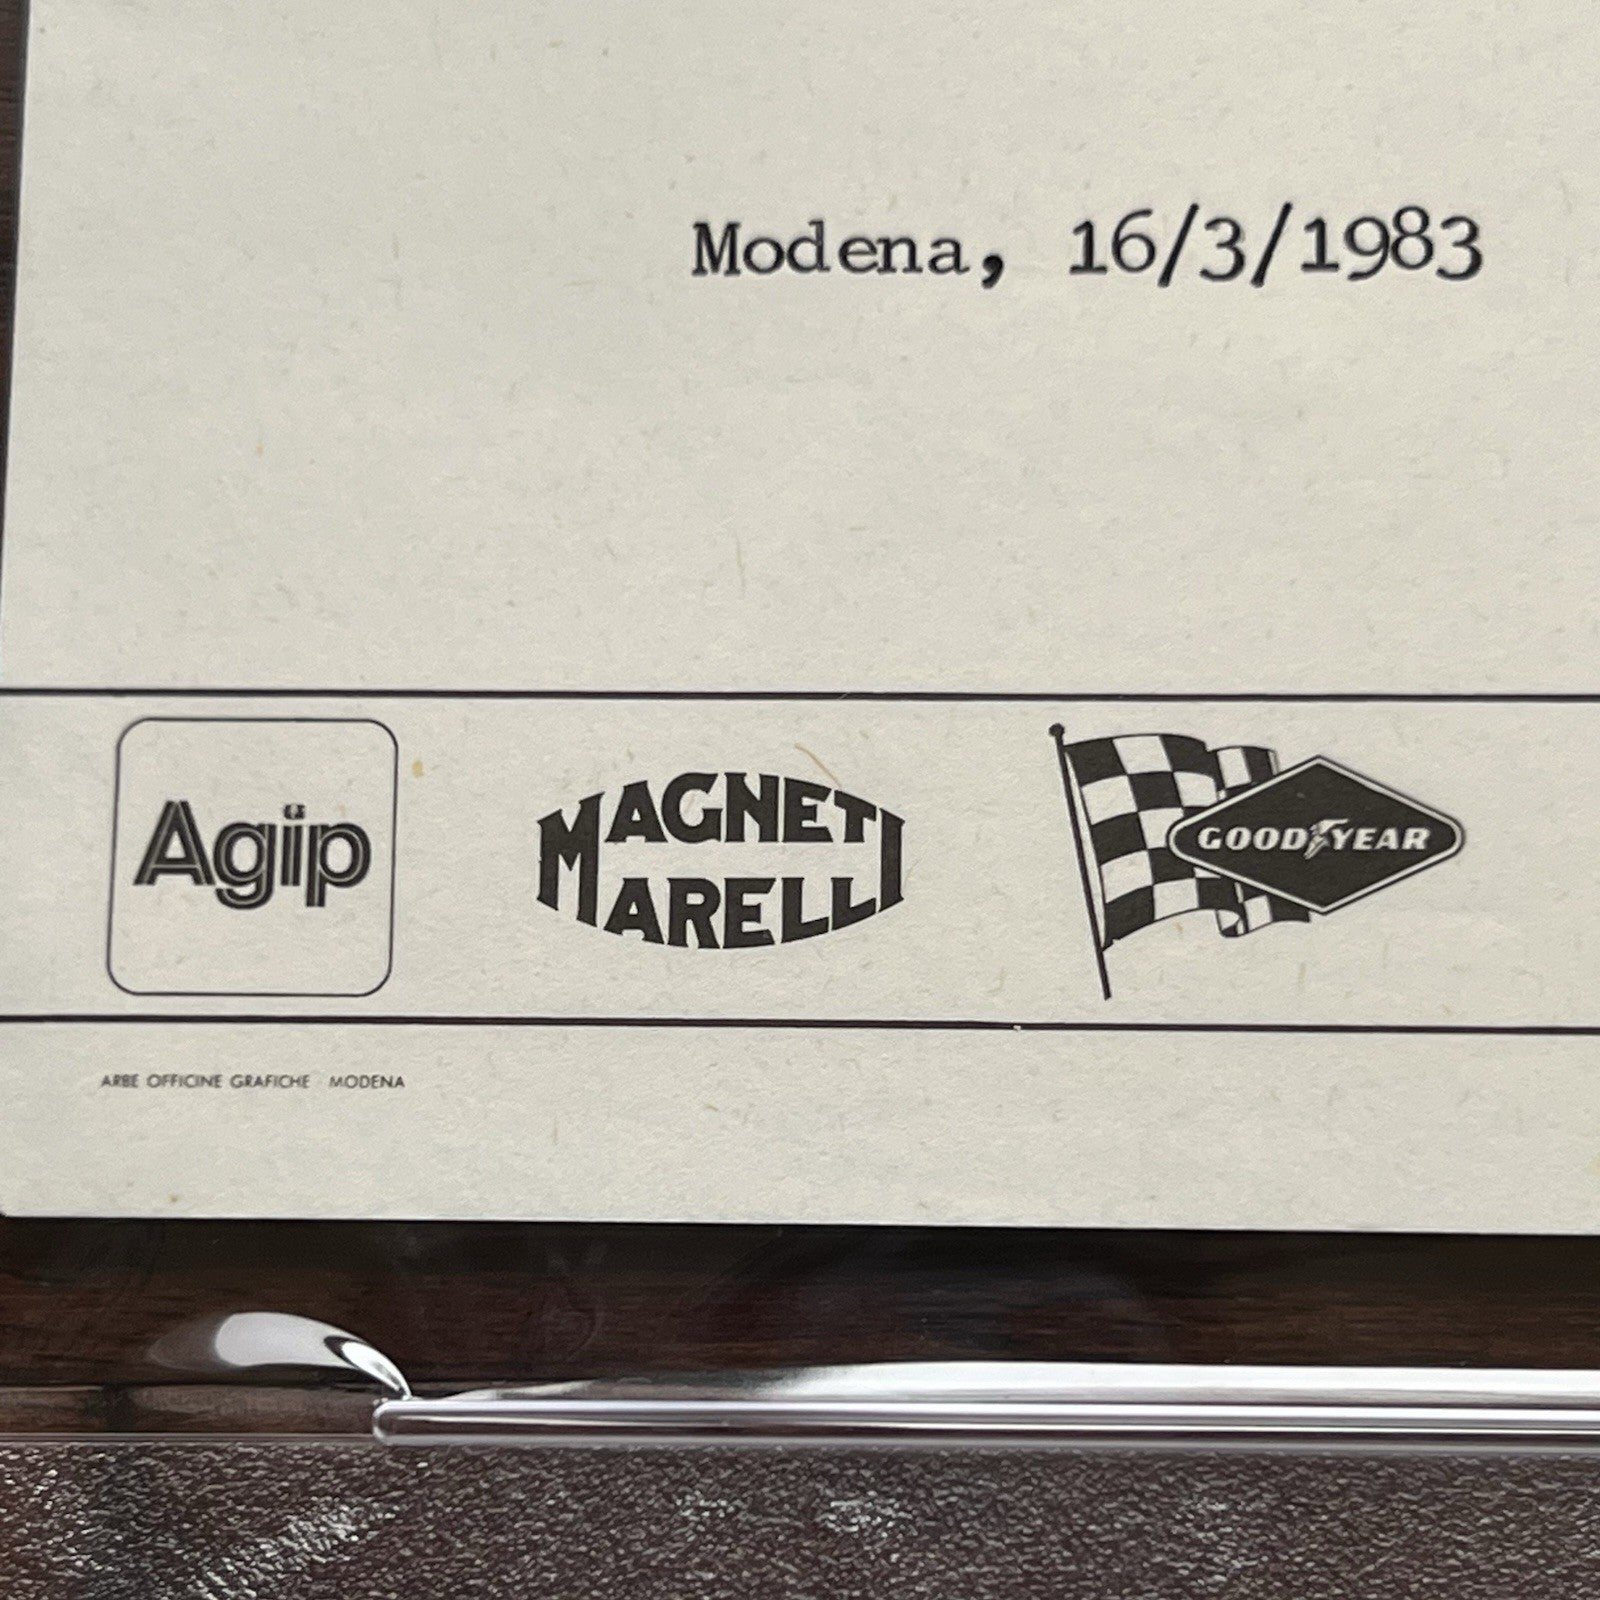 Modena, 16/3/1983
Agip
MAGNETI
MARELLI
GOODYEAR
ARBE OFFICINE GRAFICHE MODENA